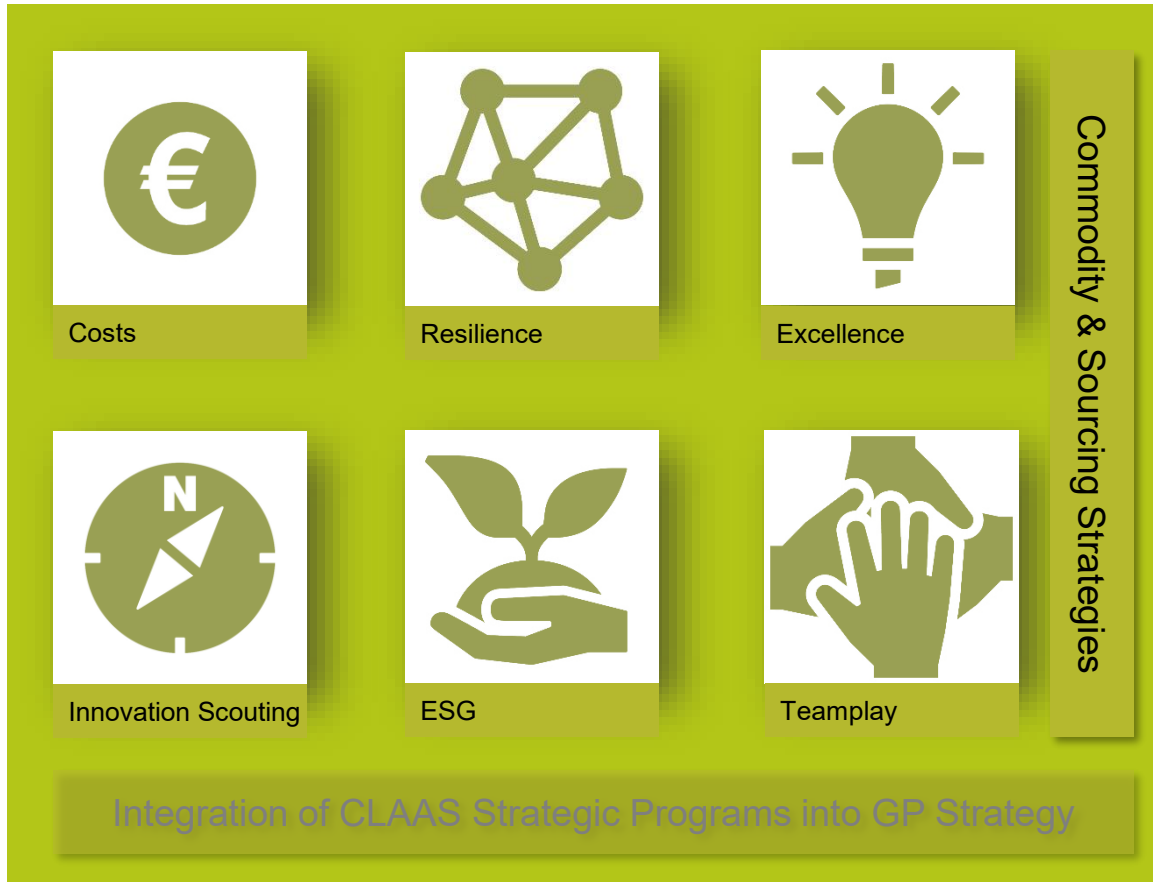 €
Costs
Resilience
Excellence
N
Innovation Scouting
ESG
Teamplay
Commodity & Sourcing Strategies
Integration of CLAAS Strategic Programs into GP Strategy